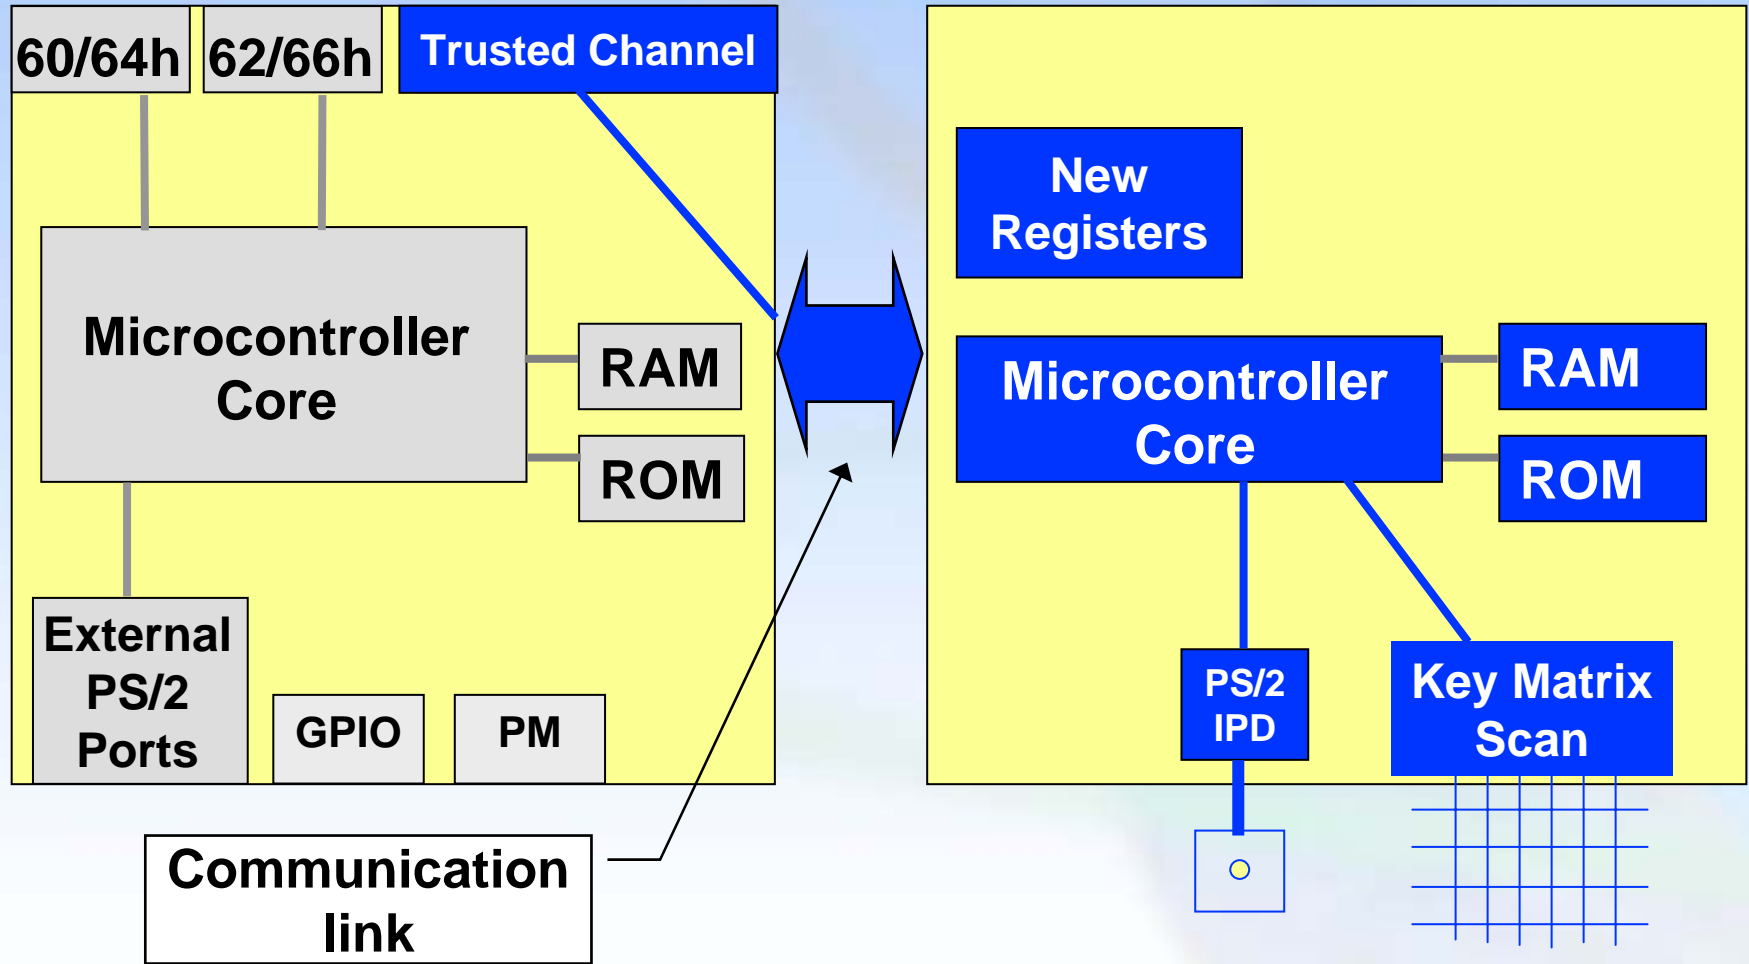 60/64h
62/66h
Trusted Channel
Microcontroller
Core
RAM
ROM
External
PS/2
Ports
GPIO
PM
Communication
link
New
Registers
Microcontroller
Core
RAM
ROM
PS/2
IPD
Key Matrix
Scan